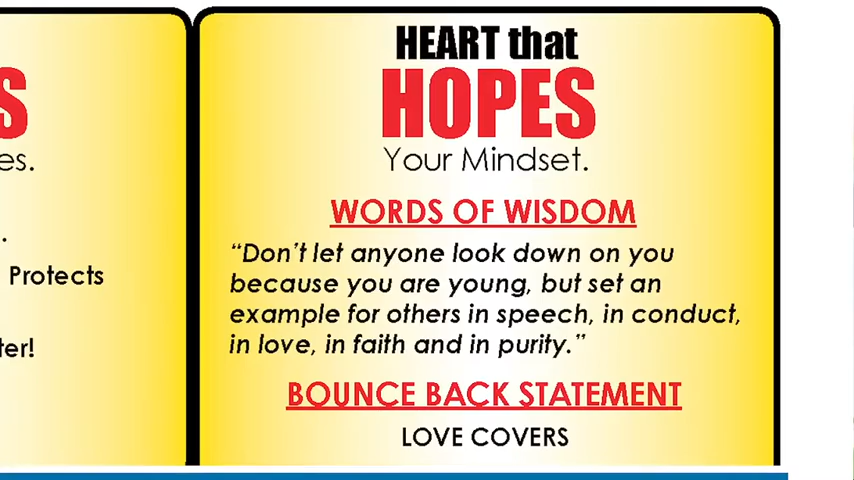 S
es.
.
Protects
ter!
HEART that
HOPES
Your Mindset.
WORDS OF WISDOM
“Don’t let anyone look down on you
because you are young, but set an
example for others in speech, in conduct,
in love, in faith and in purity.”
BOUNCE BACK STATEMENT
LOVE COVERS